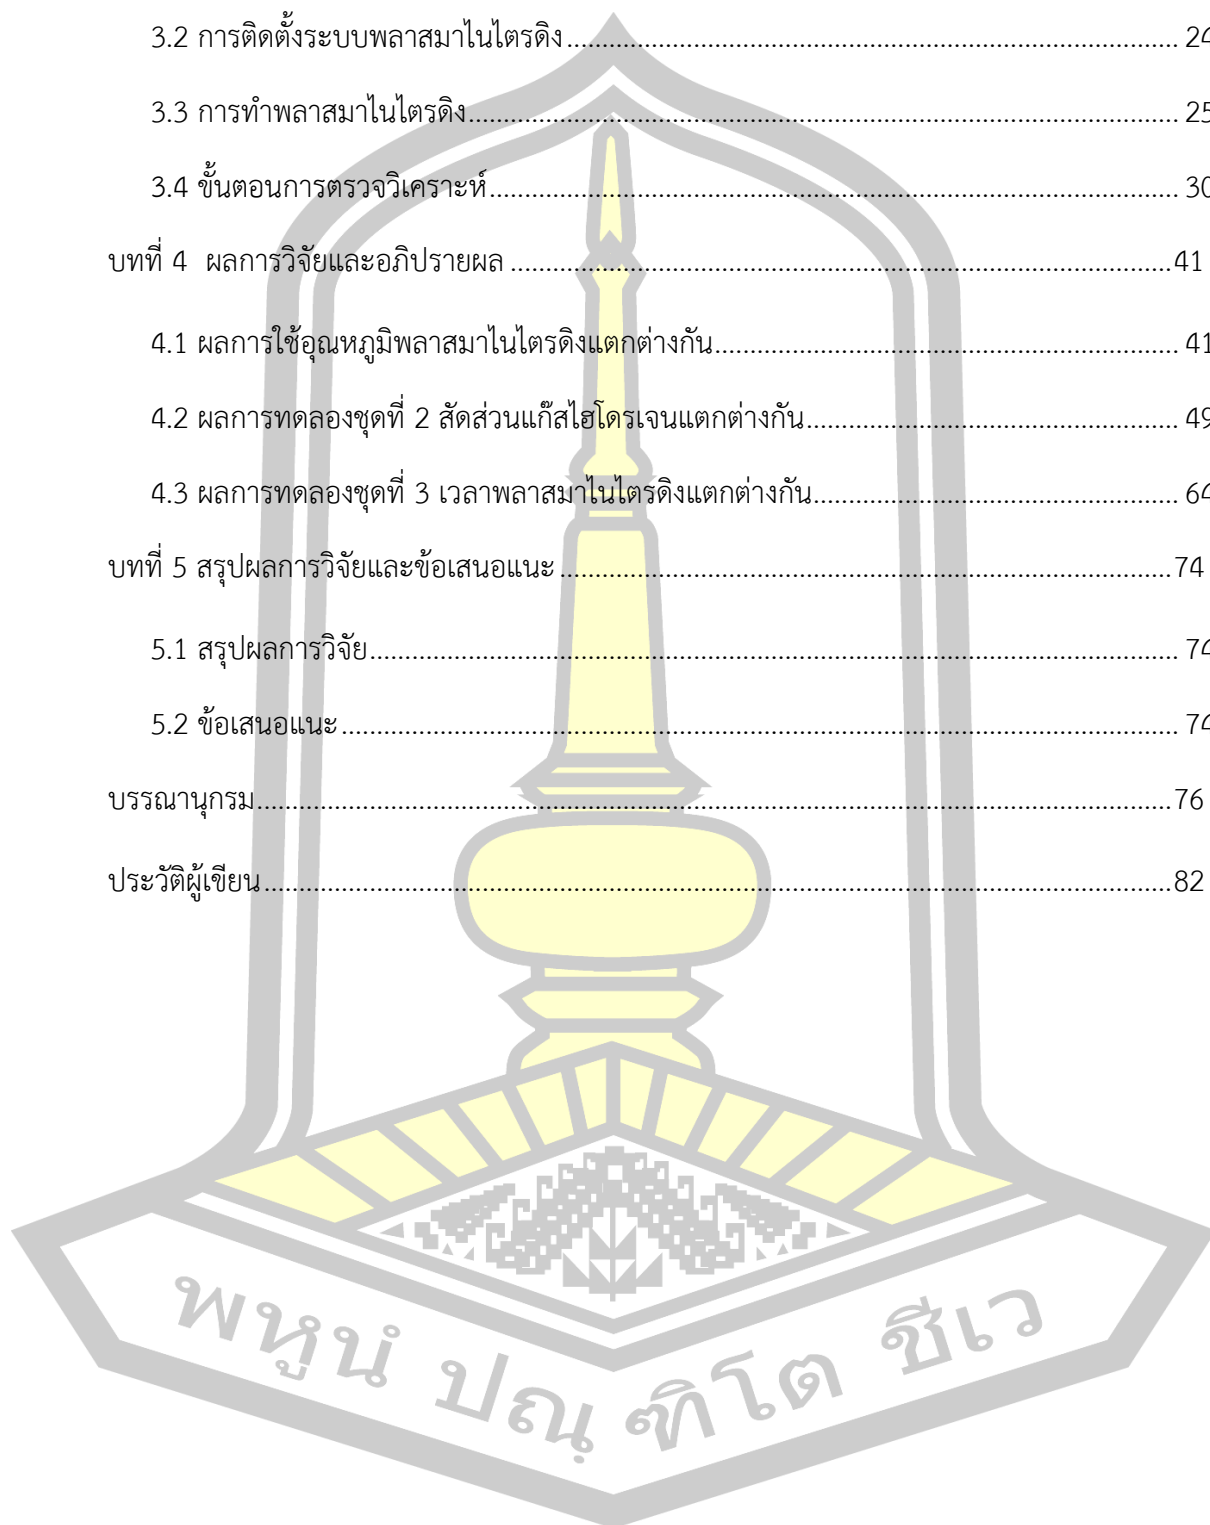 3.2 การติดตั้งระบบพลาสมาไนไตรดิง........................................................................ 24
3.3 การทำพลาสมาไนไตรดิง........................................................................ 25
3.4 ขั้นตอนการตรวจวิเคราะห์........................................................................ 30
บทที่ 4 ผลการวิจัยและอภิปรายผล ........................................................................41
4.1 ผลการใช้อุณหภูมิพลาสมาไนไตรดิงแตกต่างกัน........................................................................ 41
4.2 ผลการทดลองชุดที่ 2 สัดส่วนแก๊สไฮโดรเจนแตกต่างกัน........................................................................ 49
4.3 ผลการทดลองชุดที่ 3 เวลาพลาสมาไนไตรดิงแตกต่างกัน........................................................................ 64
บทที่ 5 สรุปผลการวิจัยและข้อเสนอแนะ ........................................................................74
5.1 สรุปผลการวิจัย........................................................................ 74
5.2 ข้อเสนอแนะ ........................................................................ 74
บรรณานุกรม........................................................................76
ประวัติผู้เขียน........................................................................82
พหูนํ ปณฺฑิโต ชีเว